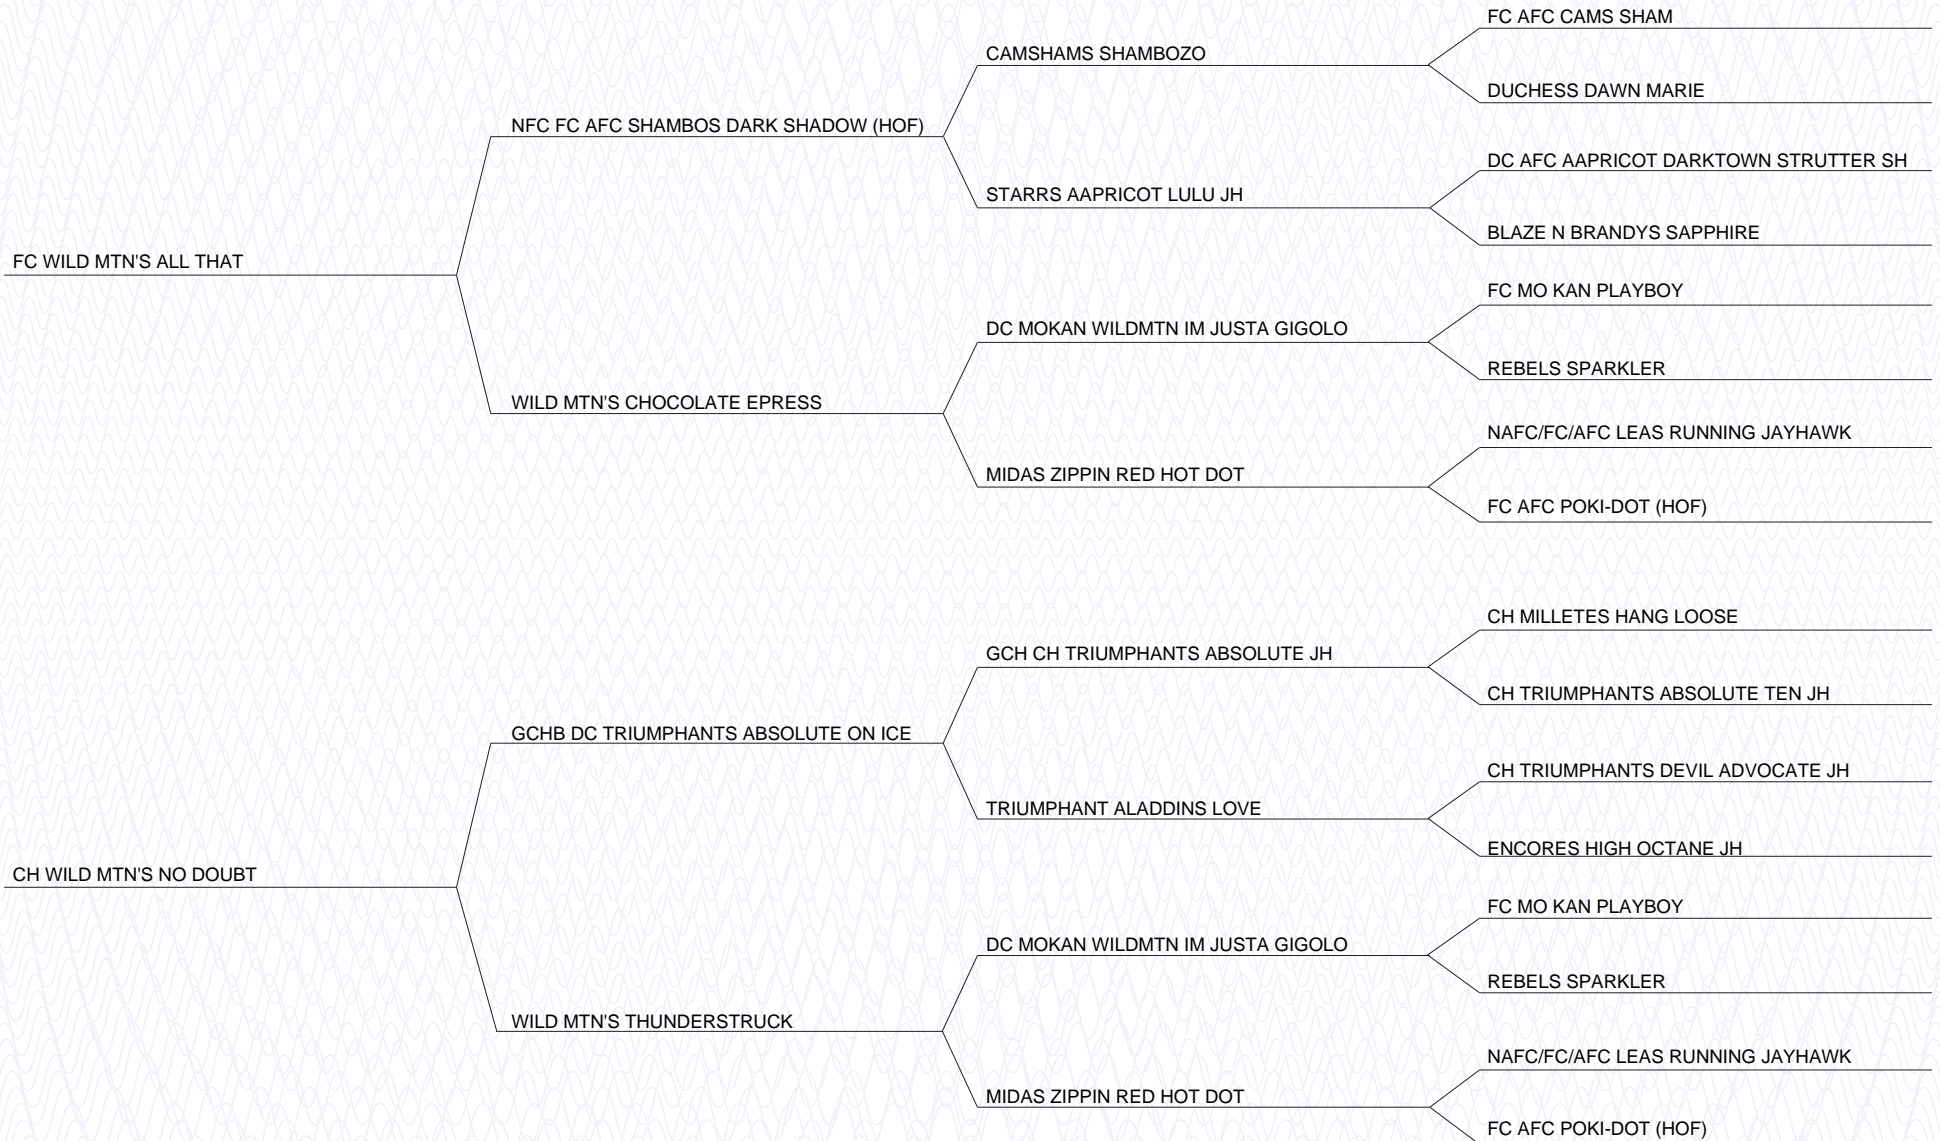 FC AFC CAMS SHAM
CAMSHAMS SHAMBOZO
DUCHESS DAWN MARIE
NFC FC AFC SHAMBOS DARK SHADOW (HOF)
DC AFC AAPRICOT DARKTOWN STRUTTER SH
STARRS AAPRICOT LULU JH
BLAZE N BRANDYS SAPPHIRE
FC WILD MTN'S ALL THAT
FC MO KAN PLAYBOY
DC MOKAN WILDMTN IM JUSTA GIGOLO
REBELS SPARKLER
WILD MTN'S CHOCOLATE EPRESS
NAFC/FC/AFC LEAS RUNNING JAYHAWK
MIDAS ZIPPIN RED HOT DOT
FC AFC POKI-DOT (HOF)
CH MILLETES HANG LOOSE
GCH CH TRIUMPHANTS ABSOLUTE JH
CH TRIUMPHANTS ABSOLUTE TEN JH
GCHB DC TRIUMPHANTS ABSOLUTE ON ICE
CH TRIUMPHANTS DEVIL ADVOCATE JH
TRIUMPHANT ALADDINS LOVE
ENCORES HIGH OCTANE JH
CH WILD MTN'S NO DOUBT
FC MO KAN PLAYBOY
DC MOKAN WILDMTN IM JUSTA GIGOLO
REBELS SPARKLER
WILD MTN'S THUNDERSTRUCK
NAFC/FC/AFC LEAS RUNNING JAYHAWK
MIDAS ZIPPIN RED HOT DOT
FC AFC POKI-DOT (HOF)